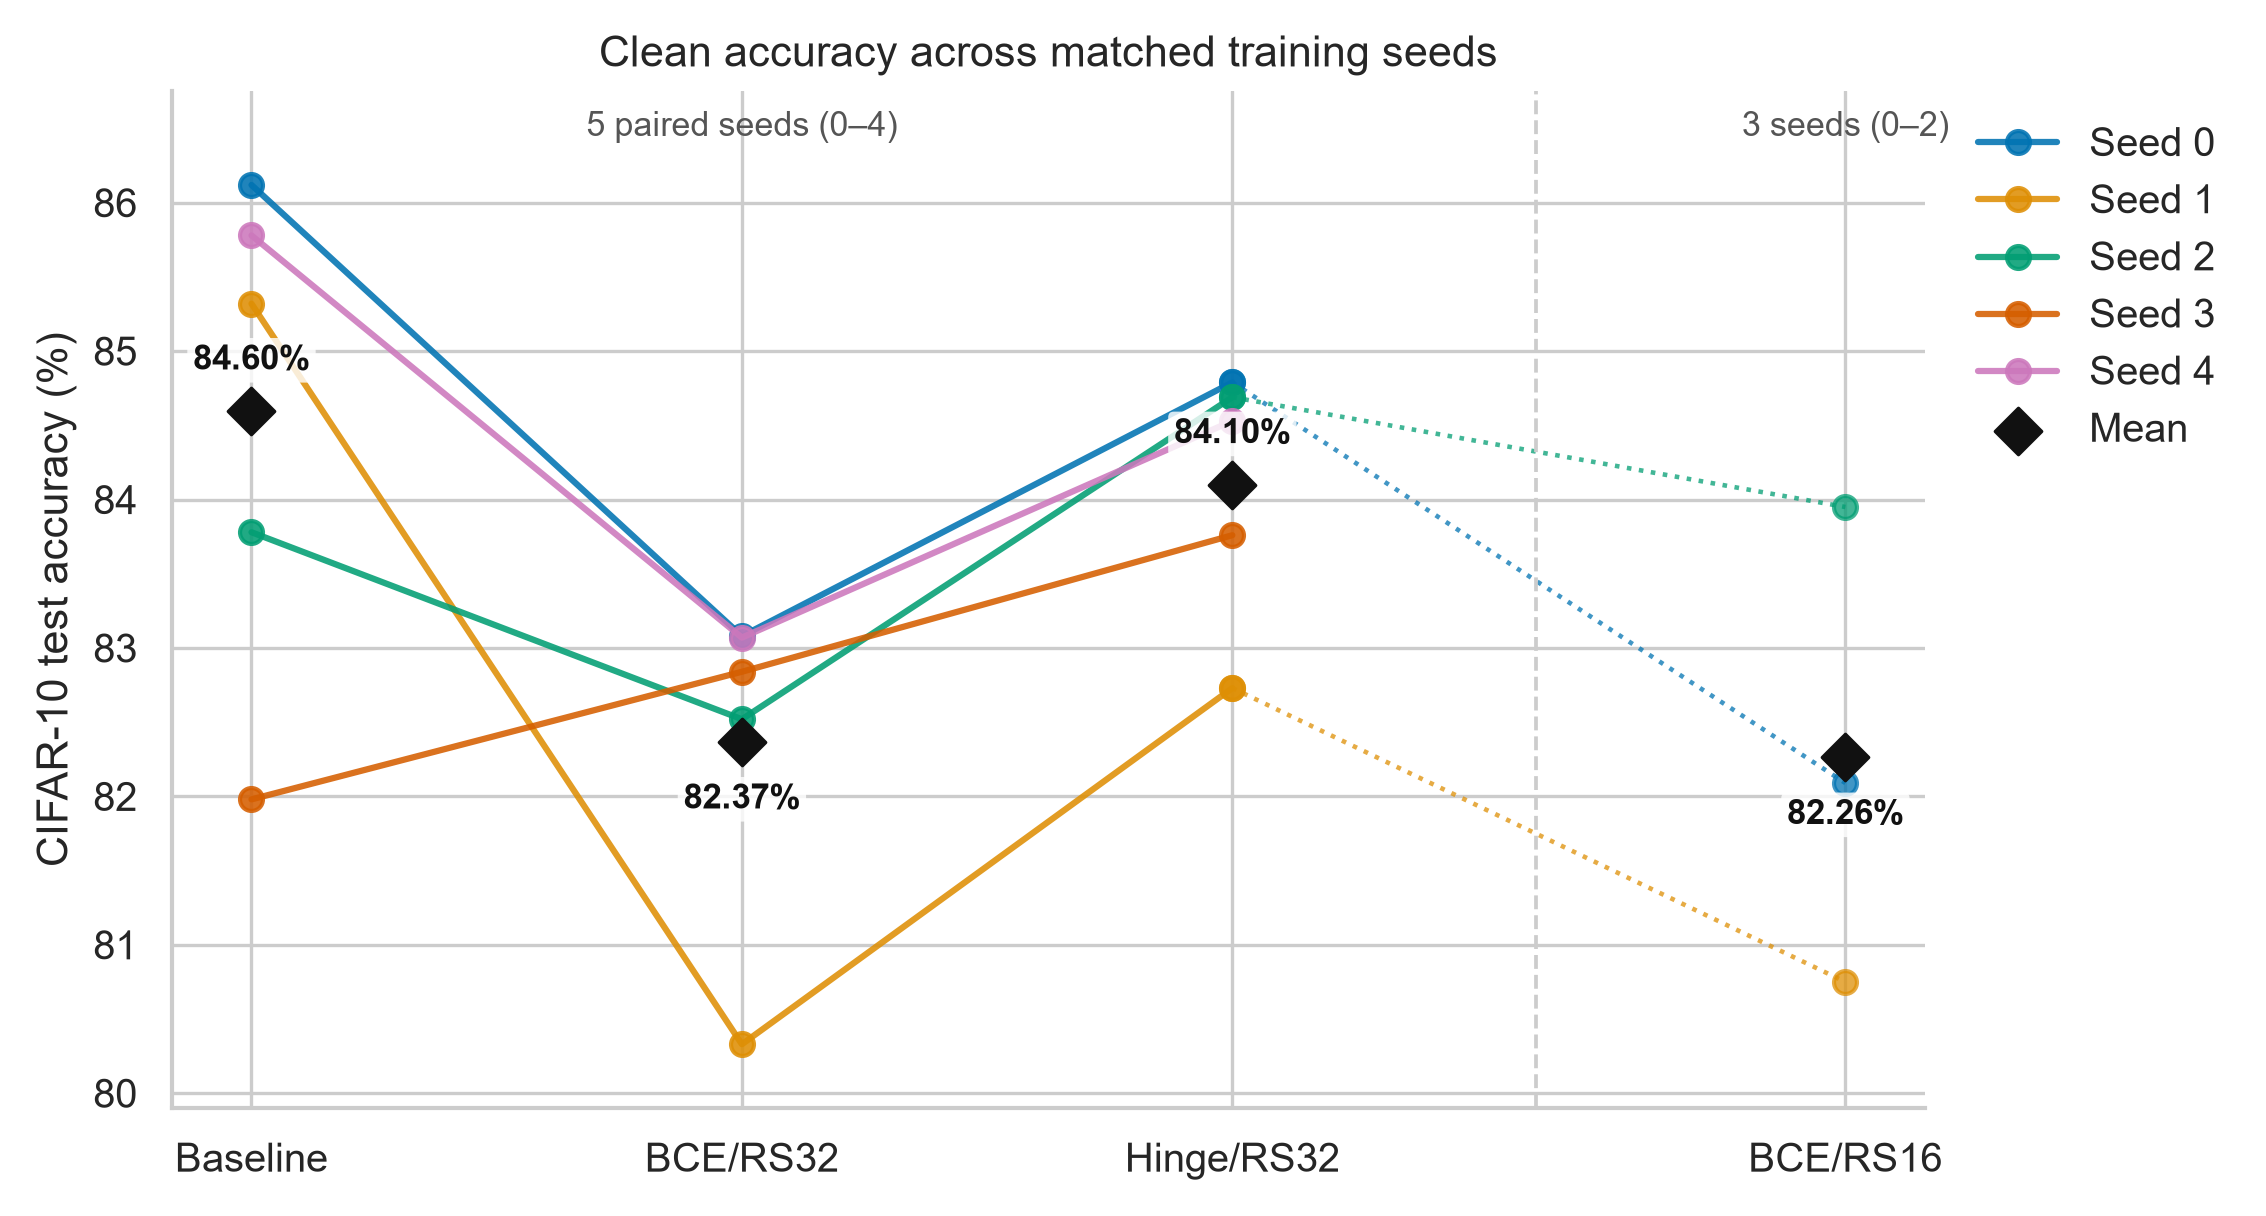 Clean accuracy across matched training seeds
5 paired seeds (0–4)
3 seeds (0–2)
Seed 0
Seed 1
Seed 2
Seed 3
Seed 4
Mean
CIFAR-10 test accuracy (%)
86
85
84
83
82
81
80
84.60%
82.37%
84.10%
82.26%
Baseline
BCE/RS32
Hinge/RS32
BCE/RS16